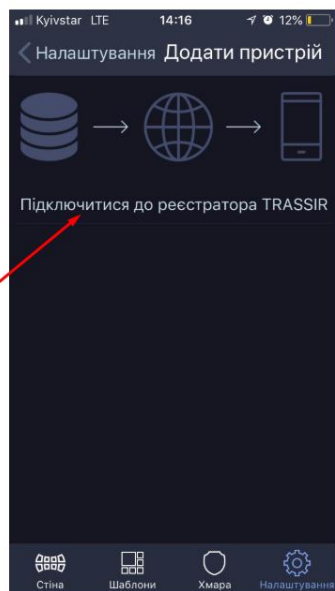 Kyivstar LTE 14:16 12%
Налаштування Додати пристрій
Підключитися до реєстратора TRASSIR
Стіна Шаблони Хмара Налаштування